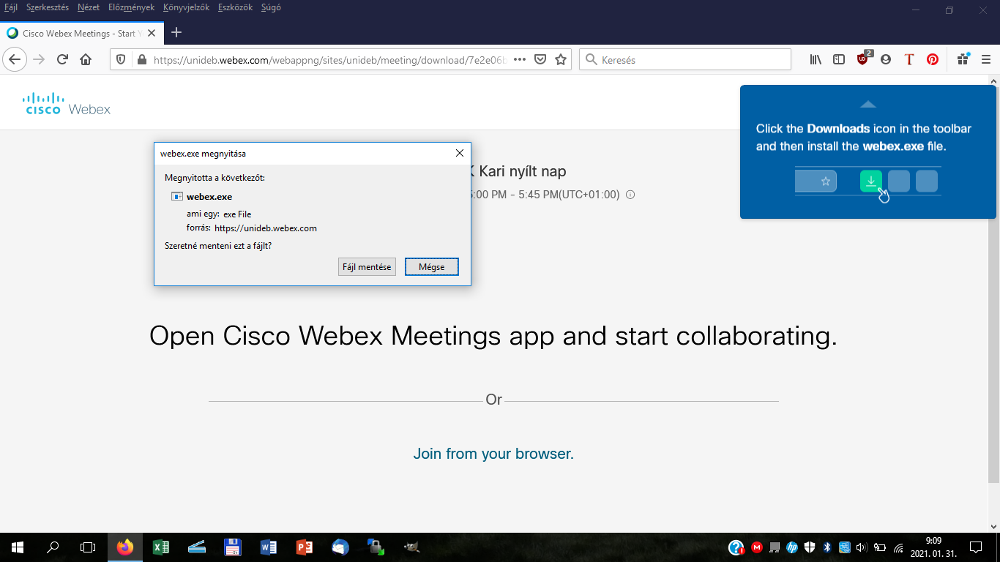 Fájl Szerkesztés Nézet Előzmények Könyvjelzők Eszközök Súgó
Cisco Webex Meetings - Start Y
https://unideb.webex.com/webappng/sites/unideb/meeting/download/7e2e06b
Keresés
2
CISCO Webex
Click the Downloads icon in the toolbar
and then install the webex.exe file.
webex.exe megnyitása
Megnyitotta a következőt:
webex.exe
ami egy: exe File
forrás: https://unideb.webex.com
Szeretné menteni ezt a fájlt?
Fájl mentése
Mégse
K Kari nyílt nap
5:00 PM - 5:45 PM(UTC+01:00)
Open Cisco Webex Meetings app and start collaborating.
Or
Join from your browser.
9:09
2021. 01. 31.